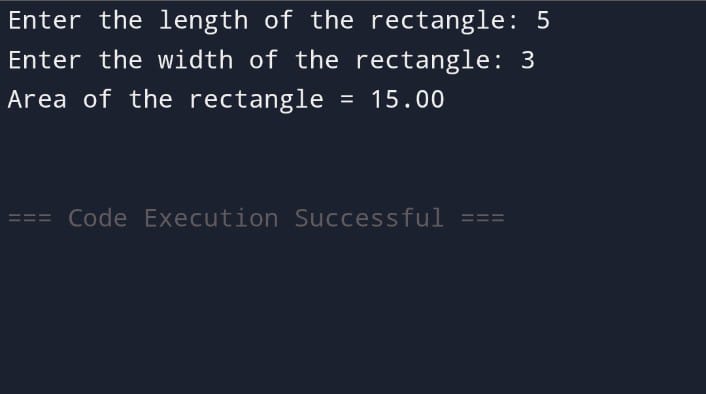 Enter the length of the rectangle: 5
Enter the width of the rectangle: 3
Area of the rectangle = 15.00
=== Code Execution Successful ===